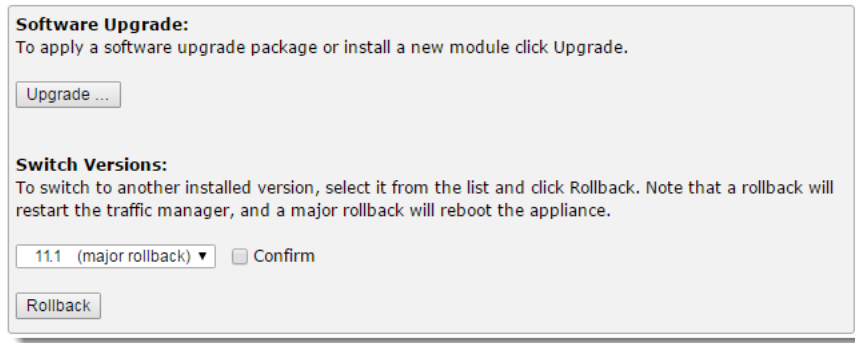 Software Upgrade:
To apply a software upgrade package or install a new module click Upgrade.
Upgrade ...
Switch Versions:
To switch to another installed version, select it from the list and click Rollback. Note that a rollback will
restart the traffic manager, and a major rollback will reboot the appliance.
11.1 (major rollback) ▼ Confirm
Rollback